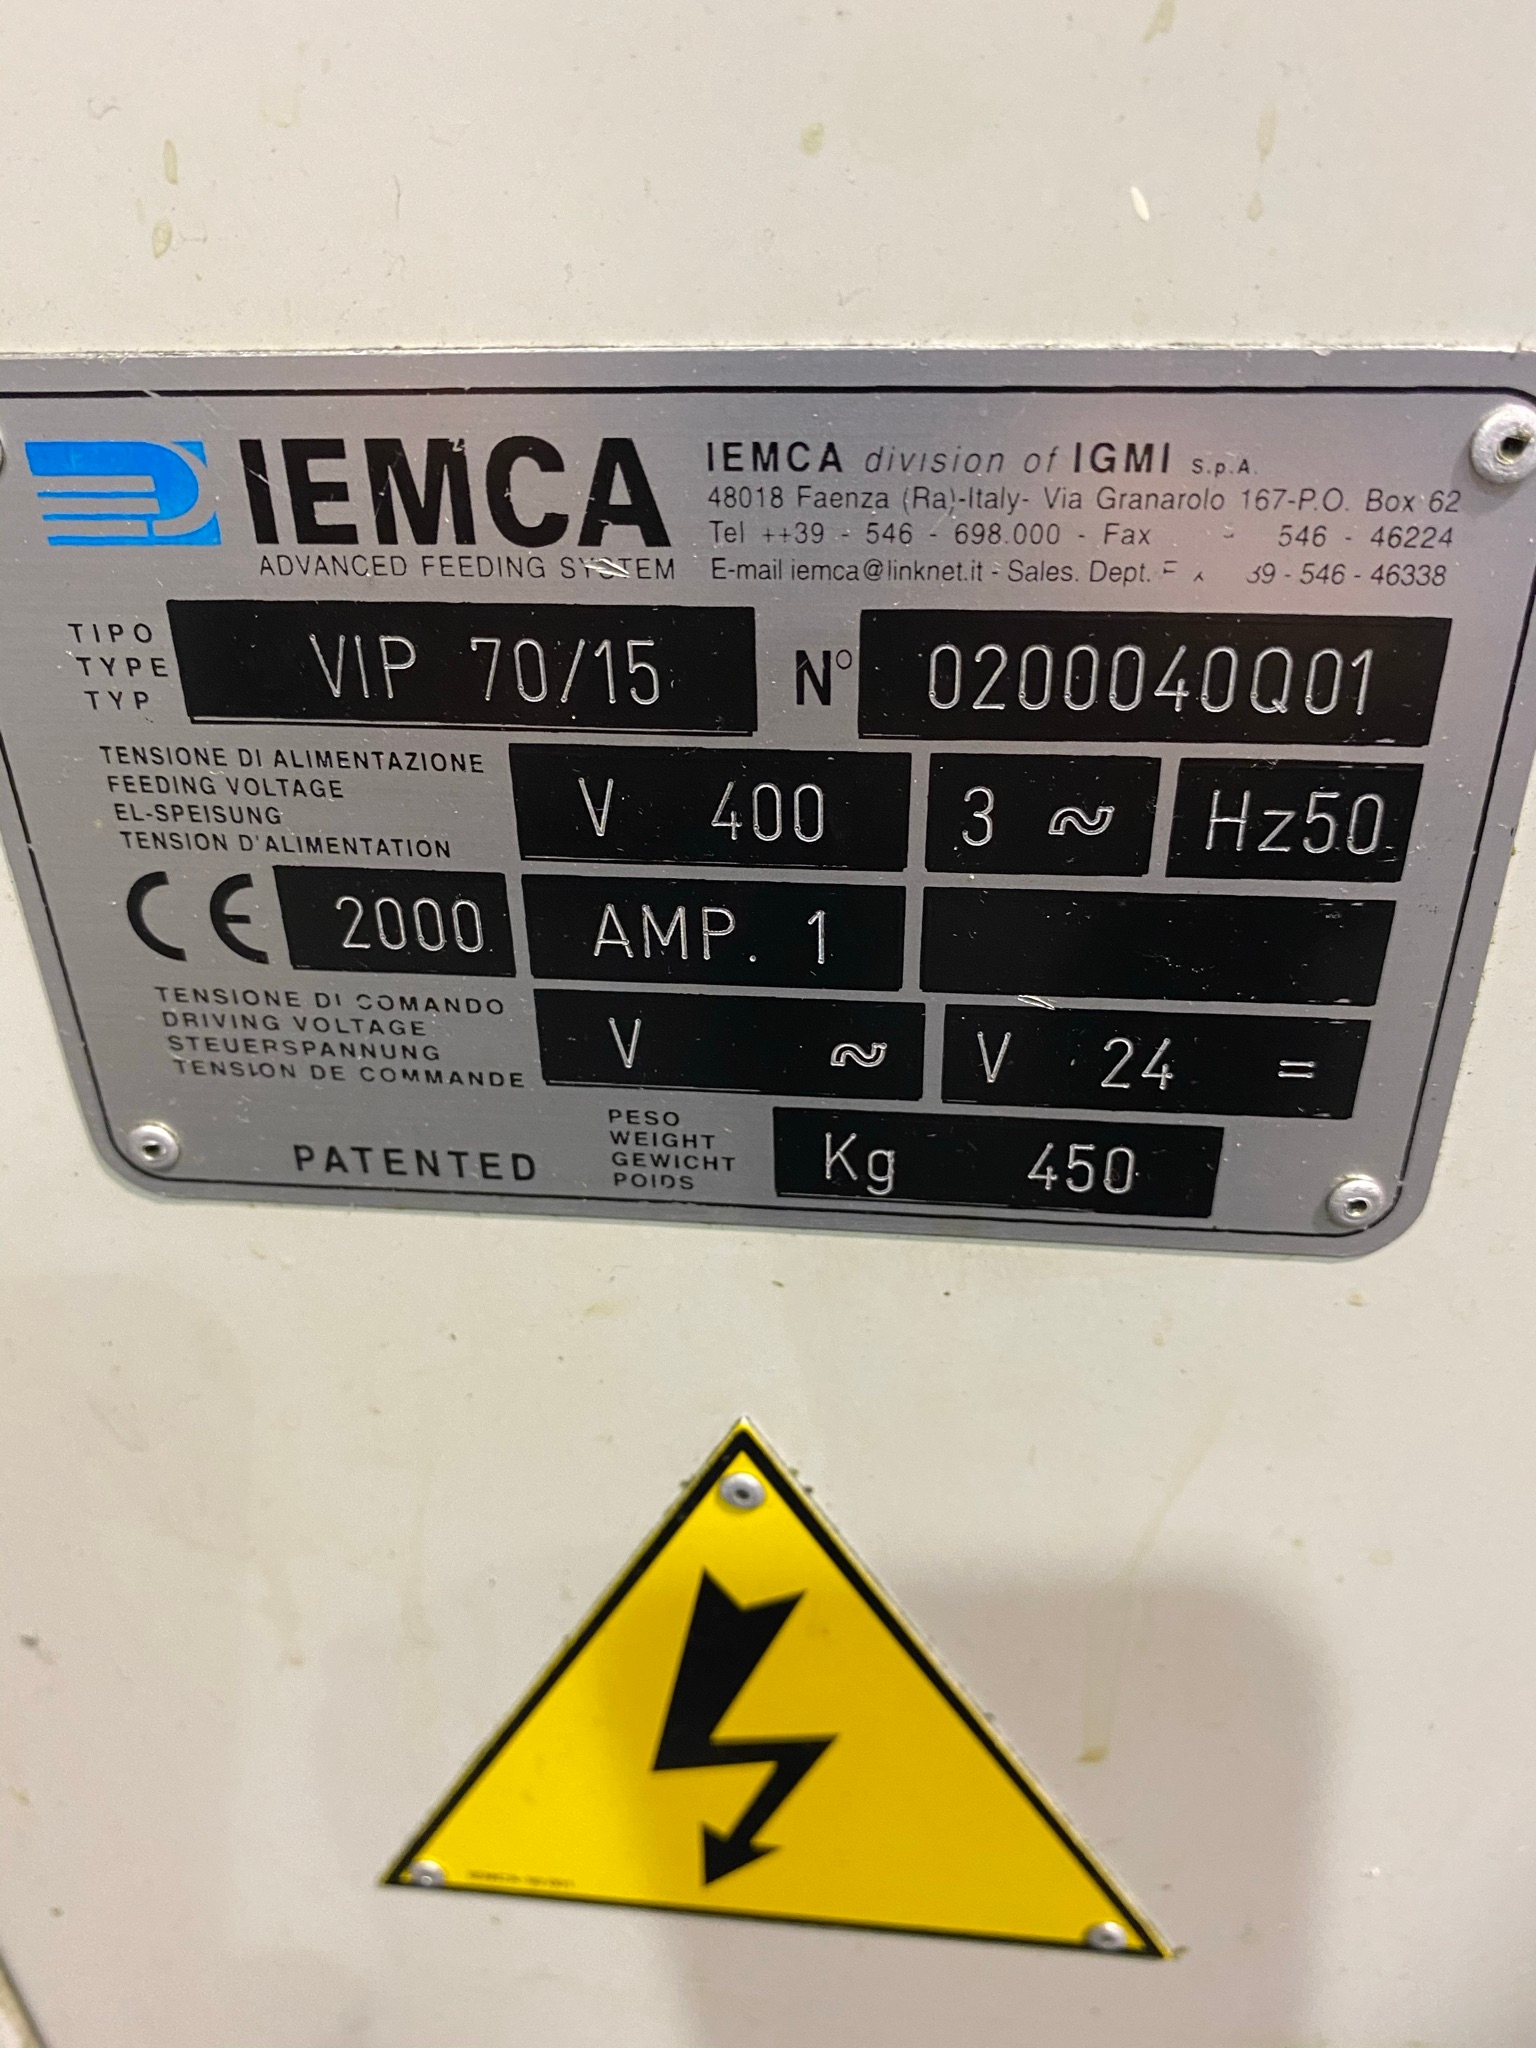 IEMCA
ADVANCED FEEDING SYSTEM
IEMCA division of IGMI S.p.A.
48018 Faenza (Ra)-Italy- Via Granarolo 167-P.O. Box 62
Tel ++39 - 546 - 698.000 - Fax - 546 - 46224
E-mail iemca@linknet.it - Sales. Dept. 39 - 546 - 46338
TIPO
TYPE
TYP
VIP 70/15
N° 0200040Q01
TENSIONE DI ALIMENTAZIONE
FEEDING VOLTAGE
EL-SPEISUNG
TENSION D'ALIMENTATION
V 400
3 ~
Hz50
CE 2000
AMP. 1
TENSIONE DI COMANDO
DRIVING VOLTAGE
STEUERSPANNUNG
TENSION DE COMMANDE
V ~
V 24 =
PATENTED
PESO
WEIGHT
GEWICHT
POIDS
Kg 450